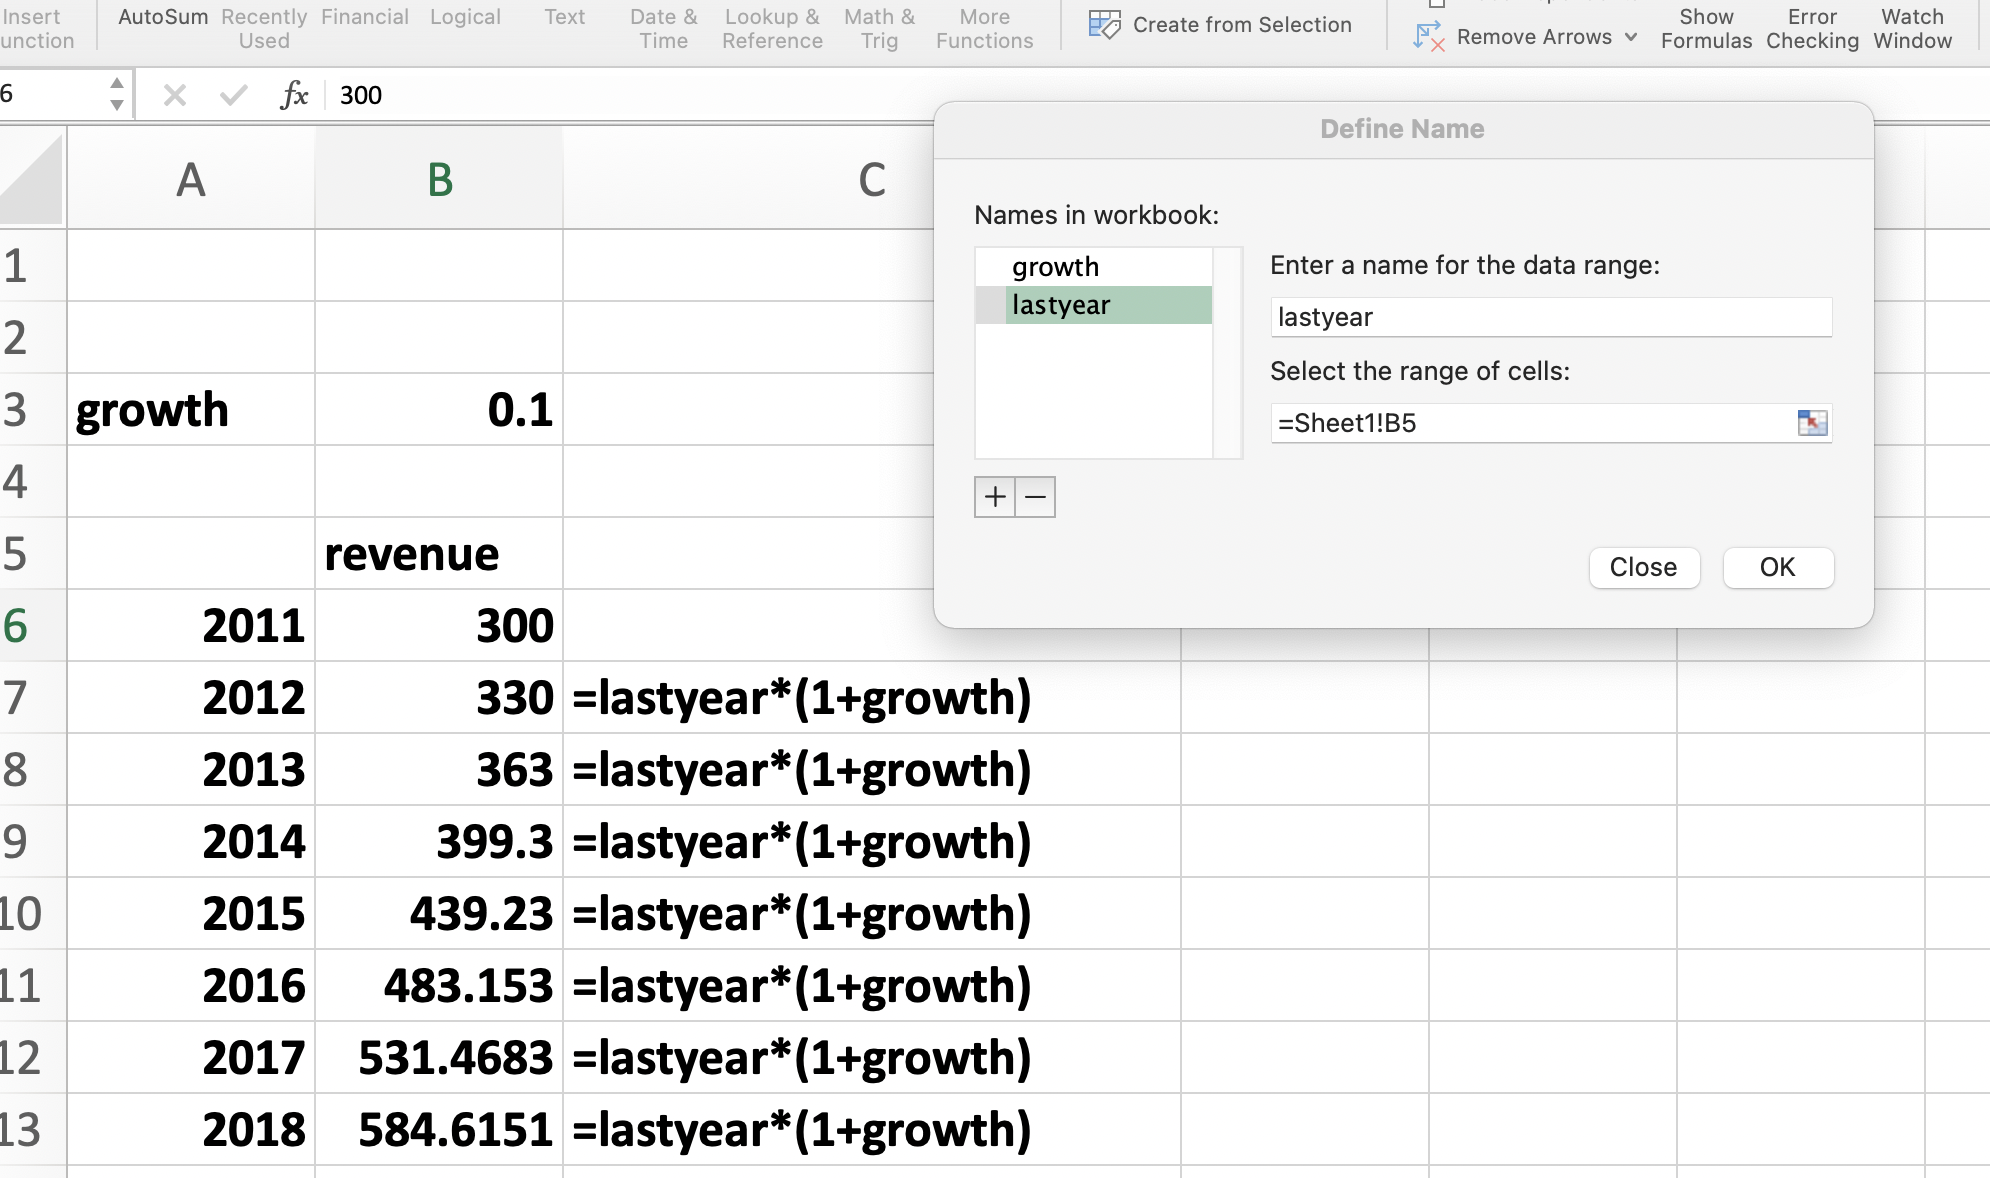 Insert AutoSum Recently Financial Logical Text Date & Lookup & Math & More Create from Selection Remove Arrows Show Error Watch
unction Used Time Reference Trig Functions Formulas Checking Window
6 fx 300
Define Name
A B C
Names in workbook:
growth
lastyear
Enter a name for the data range:
lastyear
Select the range of cells:
=Sheet1!B5
+ −
Close OK
1
2
3 growth 0.1
4
5 revenue
6 2011 300
7 2012 330 =lastyear*(1+growth)
8 2013 363 =lastyear*(1+growth)
9 2014 399.3 =lastyear*(1+growth)
10 2015 439.23 =lastyear*(1+growth)
11 2016 483.153 =lastyear*(1+growth)
12 2017 531.4683 =lastyear*(1+growth)
13 2018 584.6151 =lastyear*(1+growth)